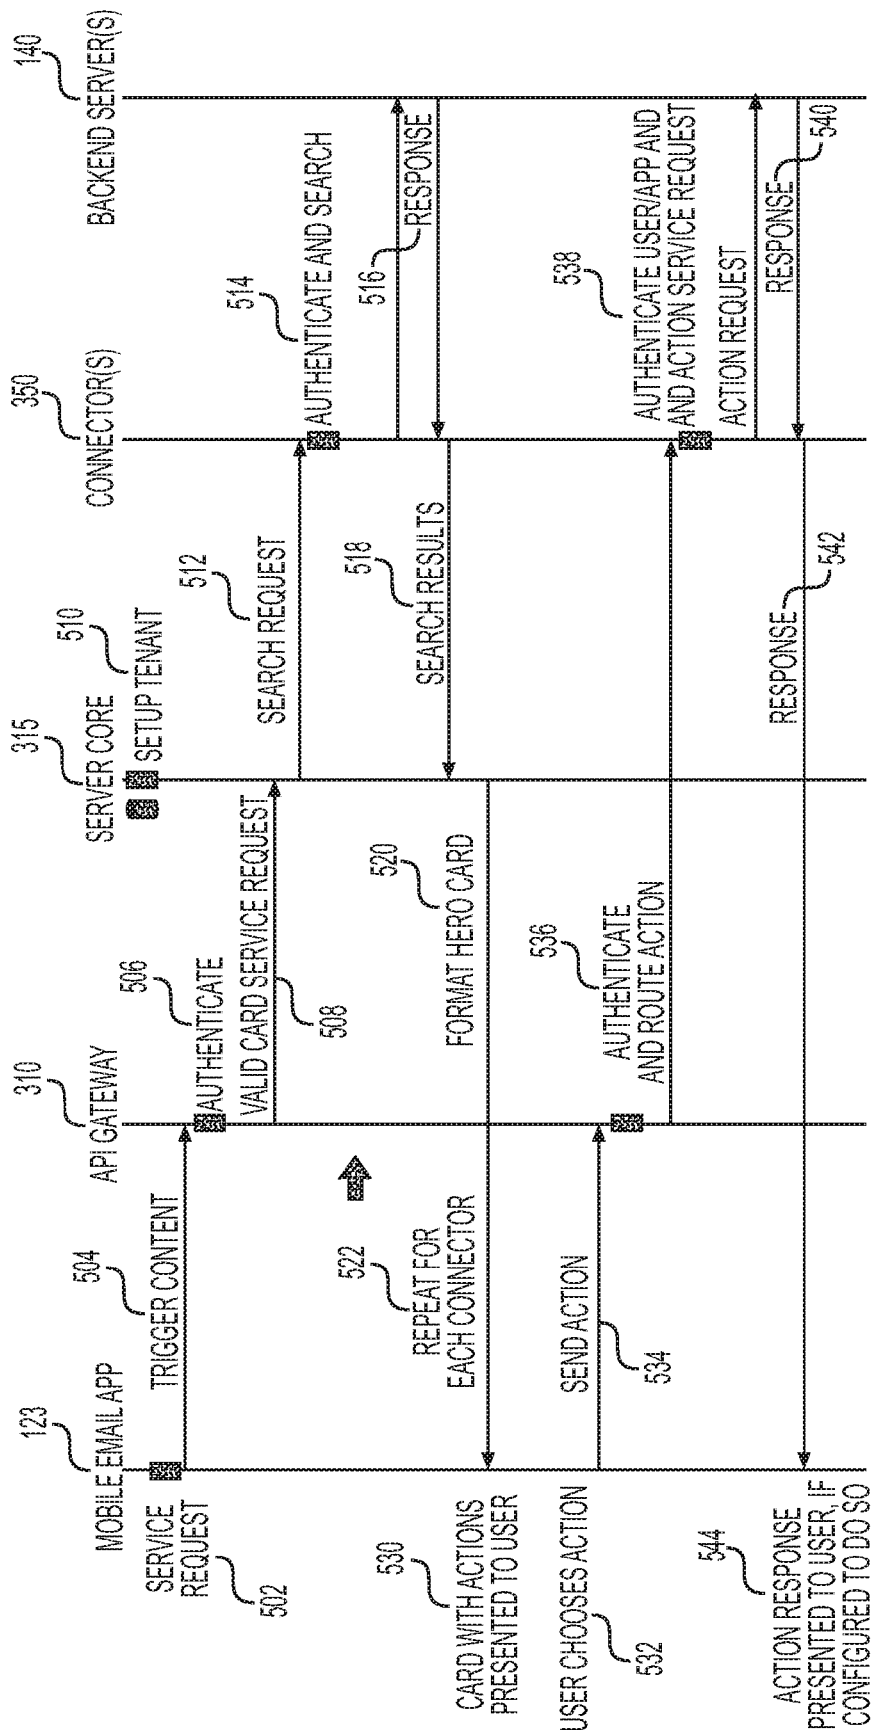 123
MOBILE EMAIL APP
310
API GATEWAY
315
SERVER CORE
350
CONNECTOR(S)
140
BACKEND SERVER(S)
510
SETUP TENANT
SERVICE
REQUEST
502
504
TRIGGER CONTENT
506
AUTHENTICATE
VALID CARD SERVICE REQUEST
508
512
SEARCH REQUEST
514
AUTHENTICATE AND SEARCH
516
RESPONSE
518
SEARCH RESULTS
520
FORMAT HERO CARD
522
REPEAT FOR
EACH CONNECTOR
530
CARD WITH ACTIONS
PRESENTED TO USER
USER CHOOSES ACTION
532
SEND ACTION
534
536
AUTHENTICATE
AND ROUTE ACTION
538
AUTHENTICATE USER/APP AND
AND ACTION SERVICE REQUEST
ACTION REQUEST
RESPONSE
540
RESPONSE
542
544
ACTION RESPONSE
PRESENTED TO USER, IF
CONFIGURED TO DO SO